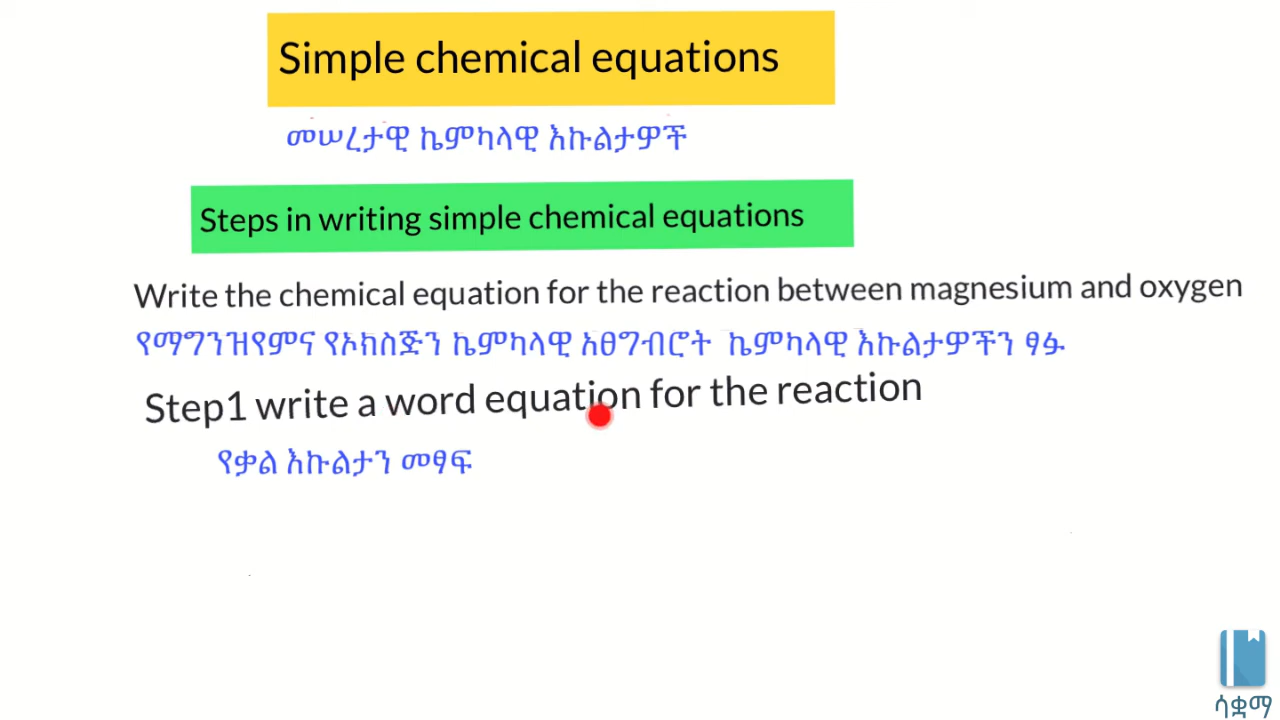 Simple chemical equations
መሠረታዊ ኬምካላዊ እኩልታዎች
Steps in writing simple chemical equations
Write the chemical equation for the reaction between magnesium and oxygen
የማግንዝየምና የኦክስጅን ኬምካላዊ አፀግብሮት ኬምካላዊ እኩልታዎችን ፃፉ
Step1 write a word equation for the reaction
የቃል እኩልታን መፃፍ
ሳቋማ